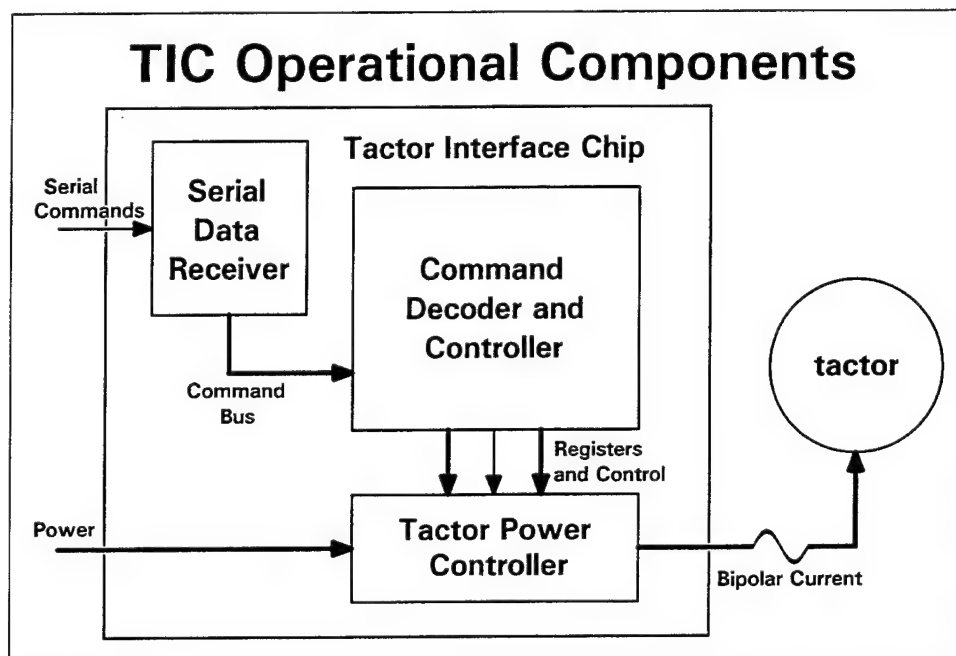 TIC Operational Components
Tactor Interface Chip
Serial
Commands
Serial
Data
Receiver
Command
Decoder and
Controller
tactor
Command
Bus
Registers
and Control
Power
Tactor Power
Controller
Bipolar Current